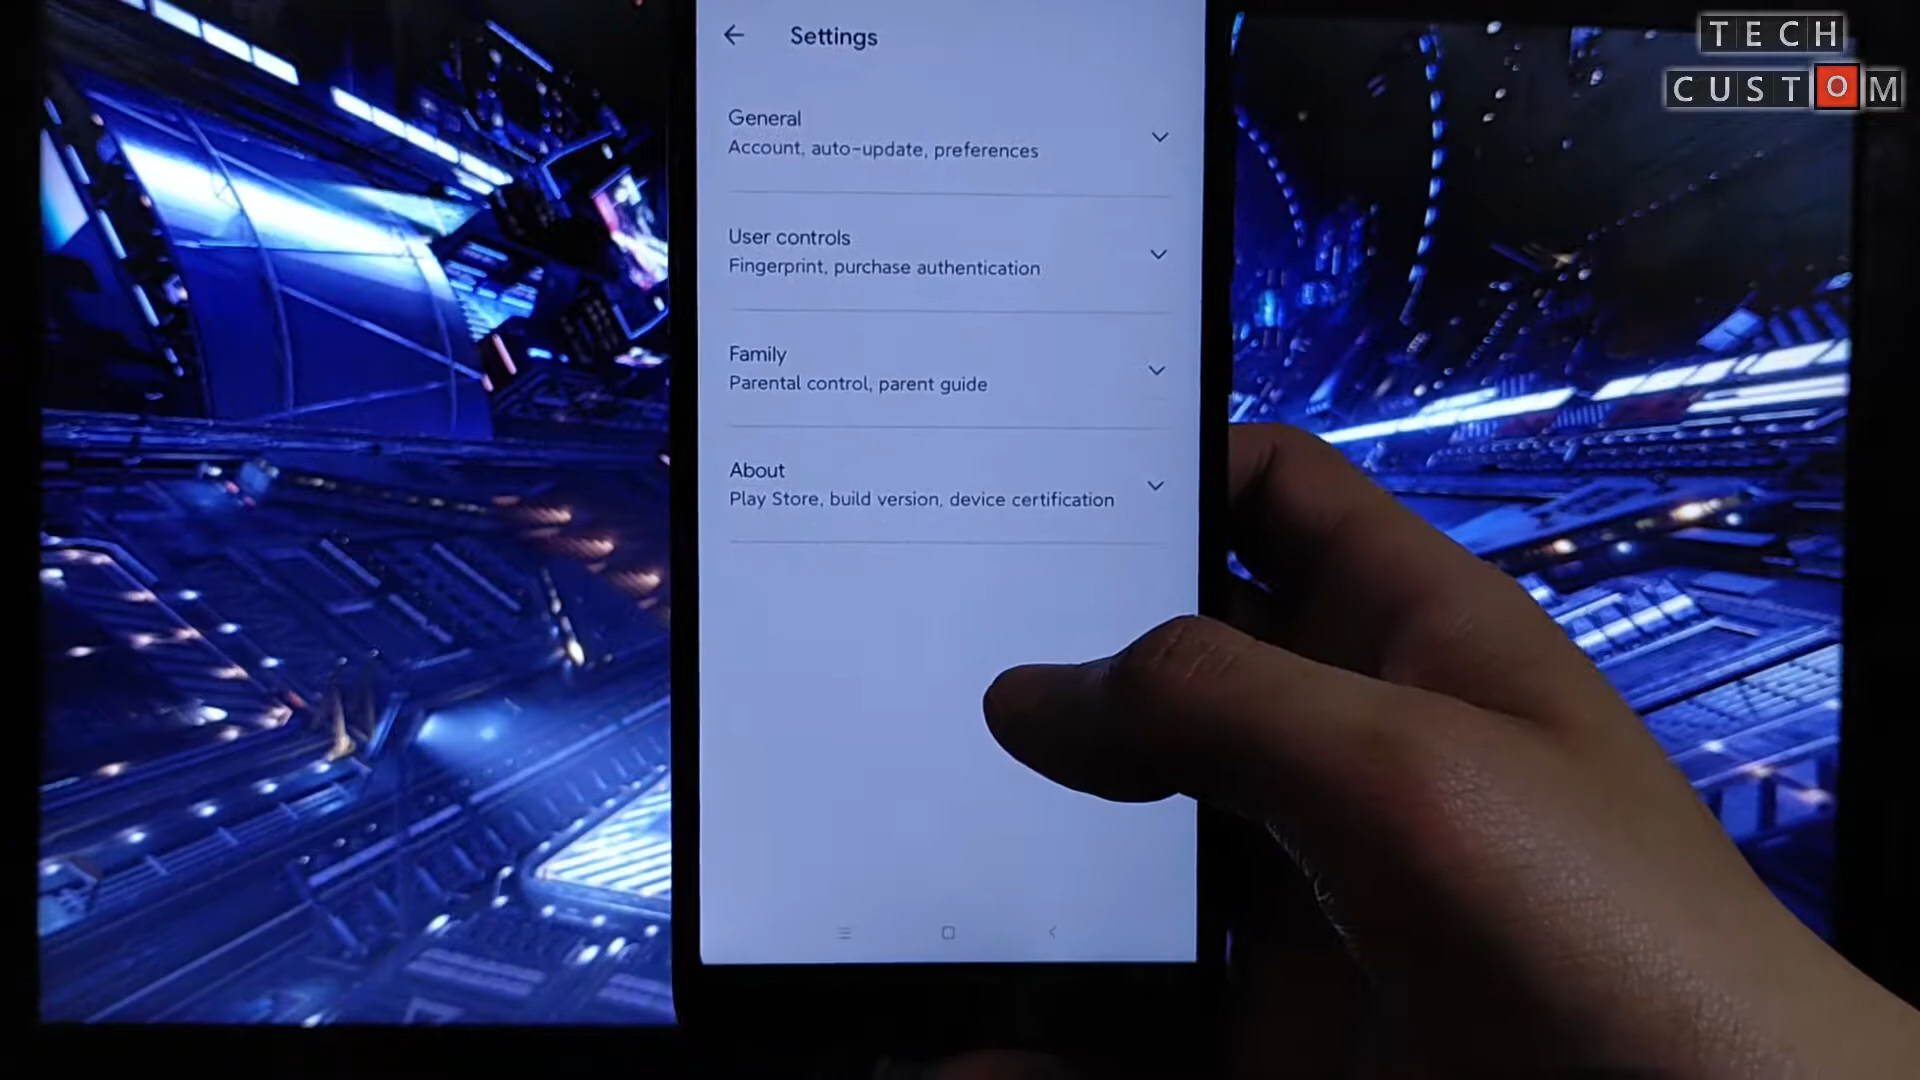 Settings
General
Account, auto-update, preferences
User controls
Fingerprint, purchase authentication
Family
Parental control, parent guide
About
Play Store, build version, device certification
TECH
CUSTOM